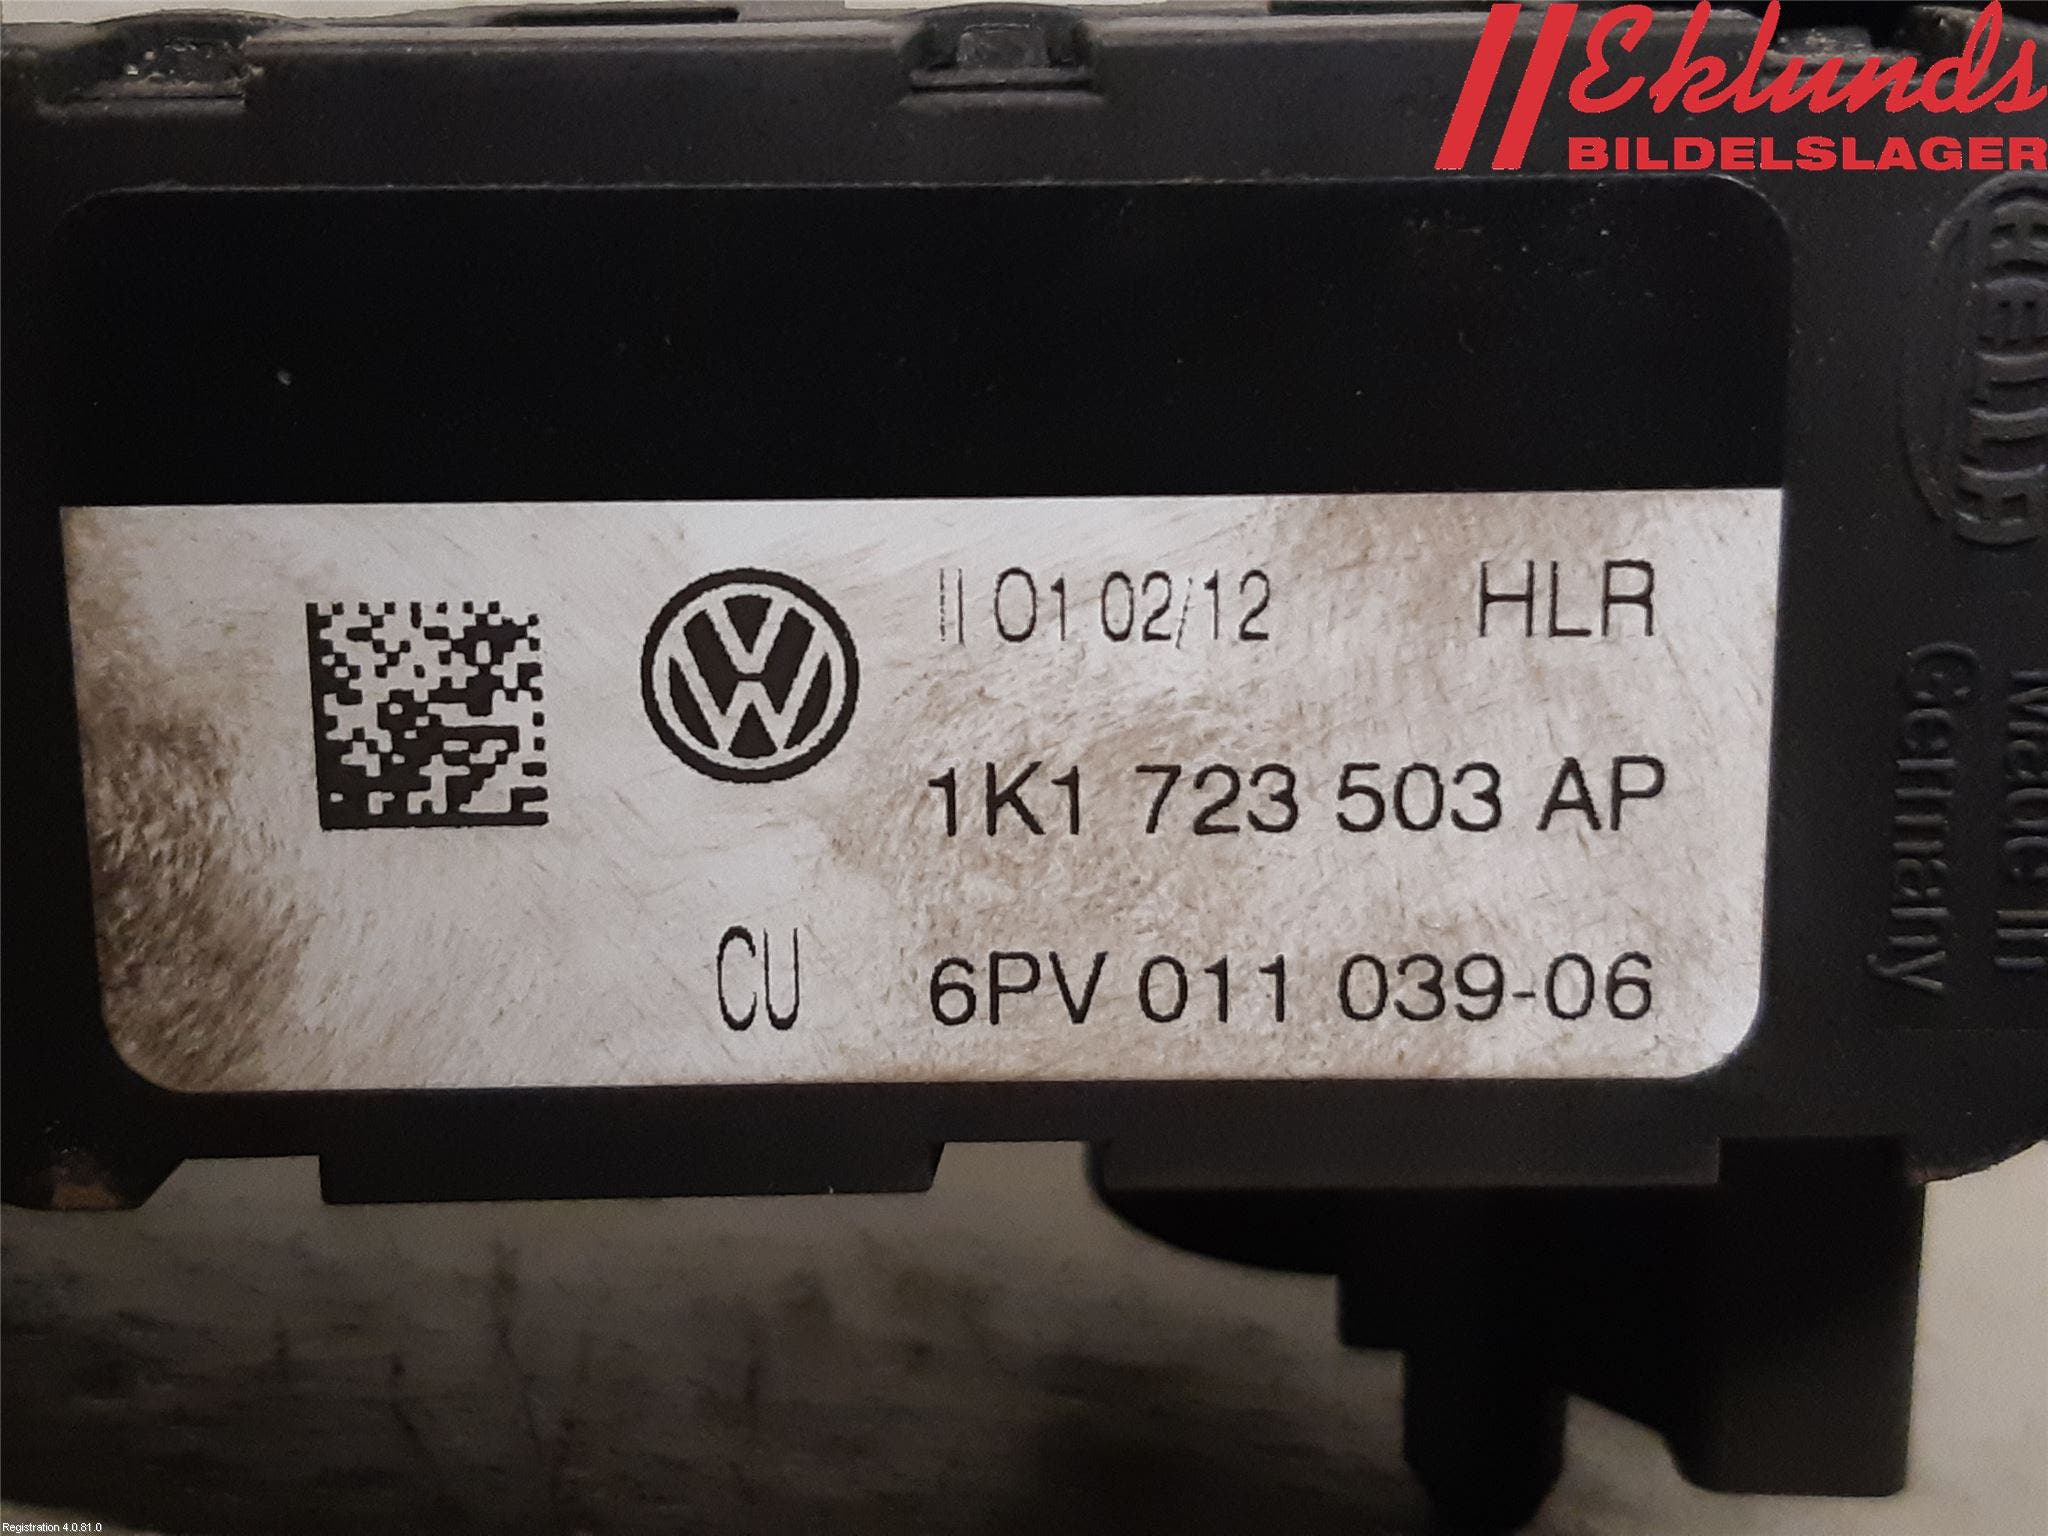 Eklunds
BILDELSLAGER
HELLA
Made in
Germany
II 01 02/12 HLR
1K1 723 503 AP
CU 6PV 011 039-06
Registration 4.0.81.0